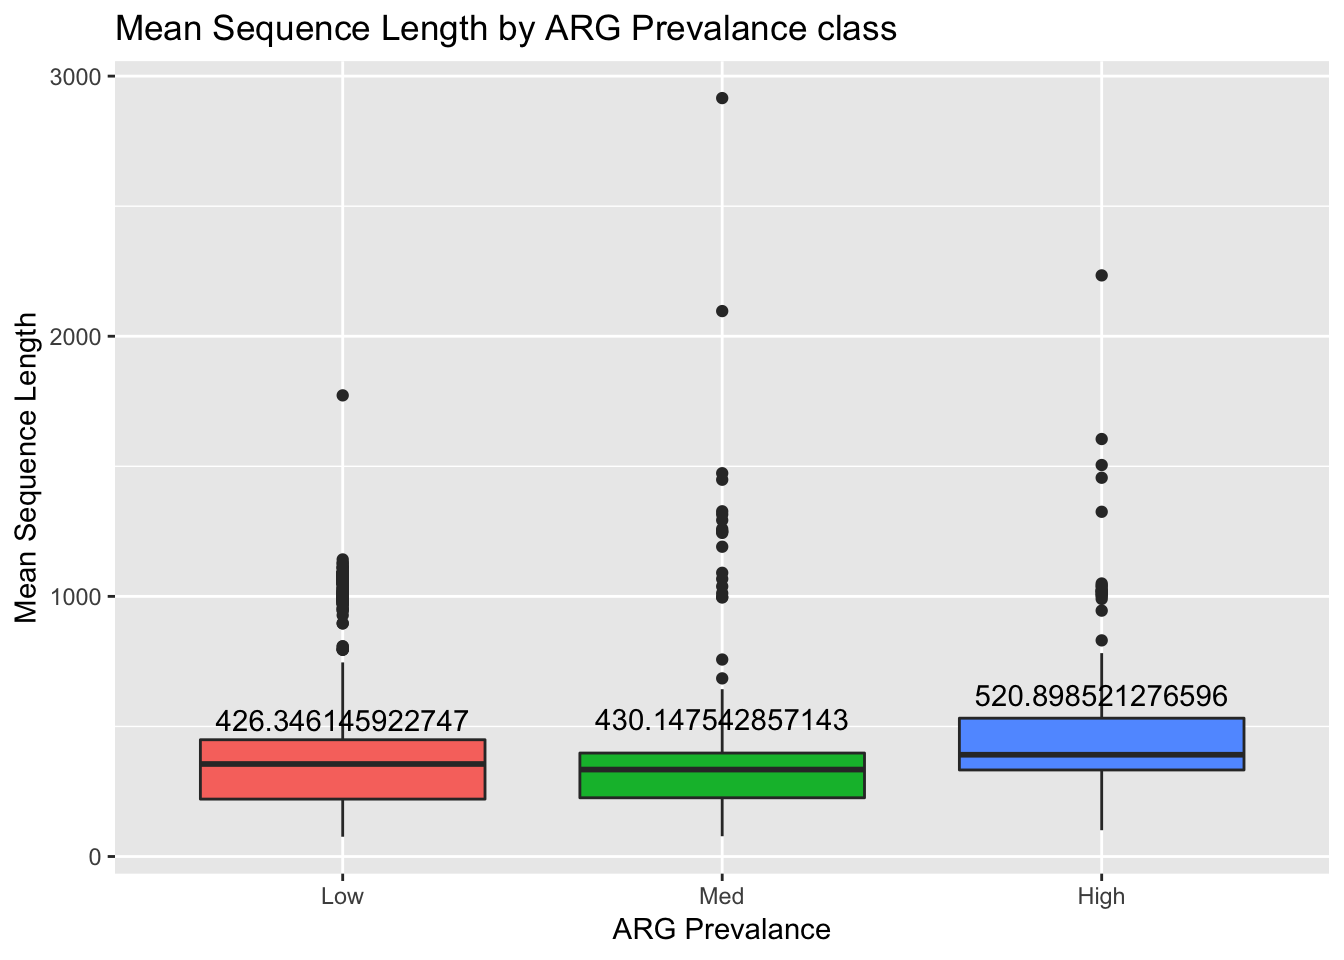 Mean Sequence Length by ARG Prevalance class
Mean Sequence Length
3000
2000
1000
0
426.346145922747
430.147542857143
520.898521276596
Low
Med
High
ARG Prevalance